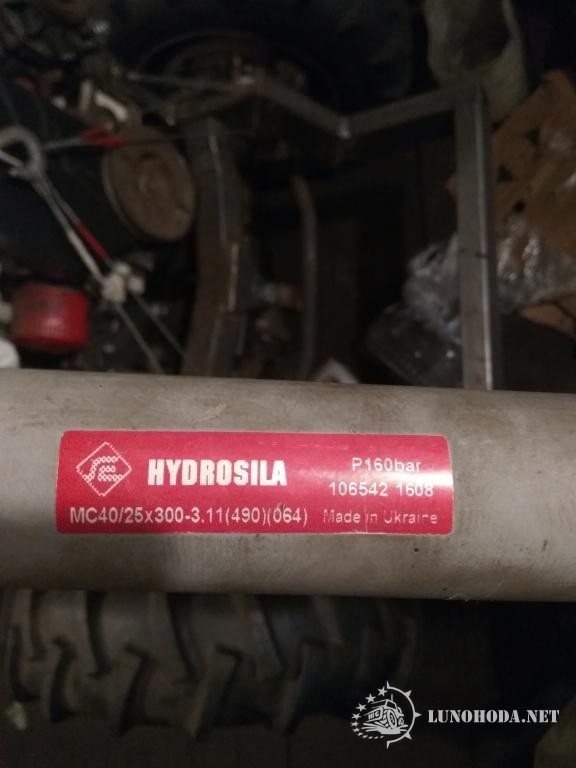 HYDROSILA
P160bar
106542 1608
MC40/25x300-3.11(490)(064) Made in Ukraine
LUNOHODA.NET